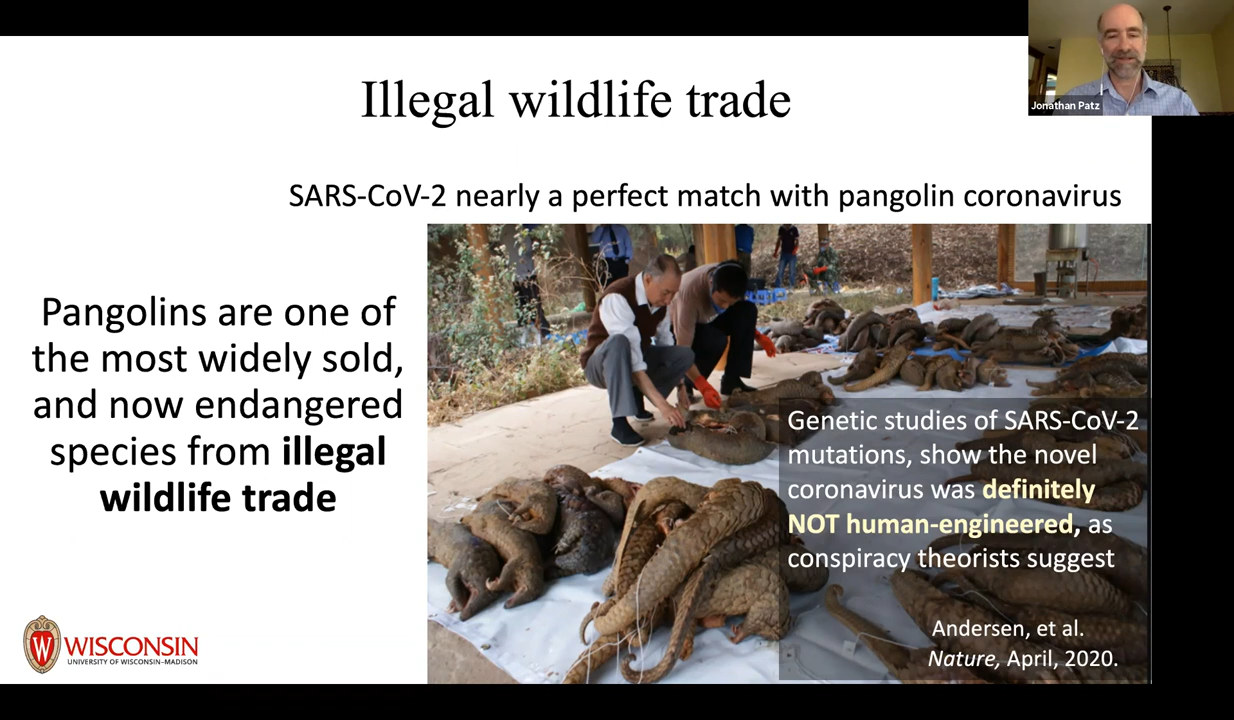 Illegal wildlife trade
Jonathan Patz
SARS-CoV-2 nearly a perfect match with pangolin coronavirus
Pangolins are one of
the most widely sold,
and now endangered
species from illegal
wildlife trade
Genetic studies of SARS-CoV-2
mutations, show the novel
coronavirus was definitely
NOT human-engineered, as
conspiracy theorists suggest
Andersen, et al.
Nature, April, 2020.
W
WISCONSIN
UNIVERSITY OF WISCONSIN–MADISON